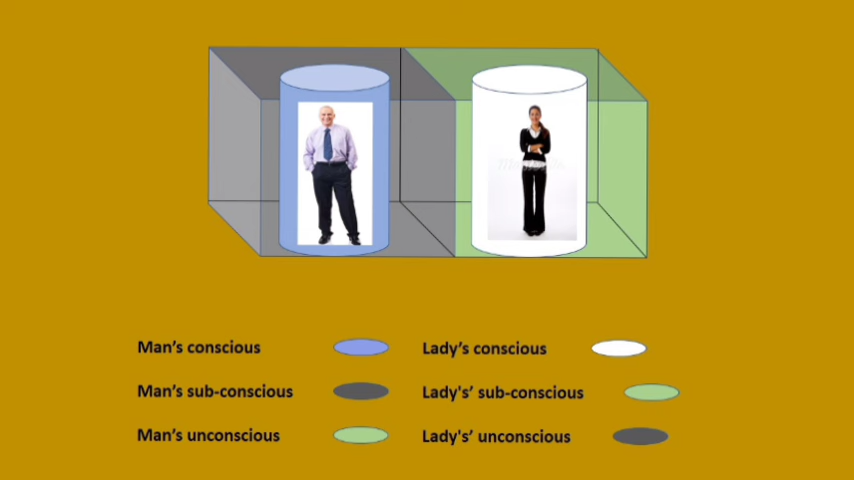 Man's conscious
Lady's conscious
Man's sub-conscious
Lady's' sub-conscious
Man's unconscious
Lady's' unconscious